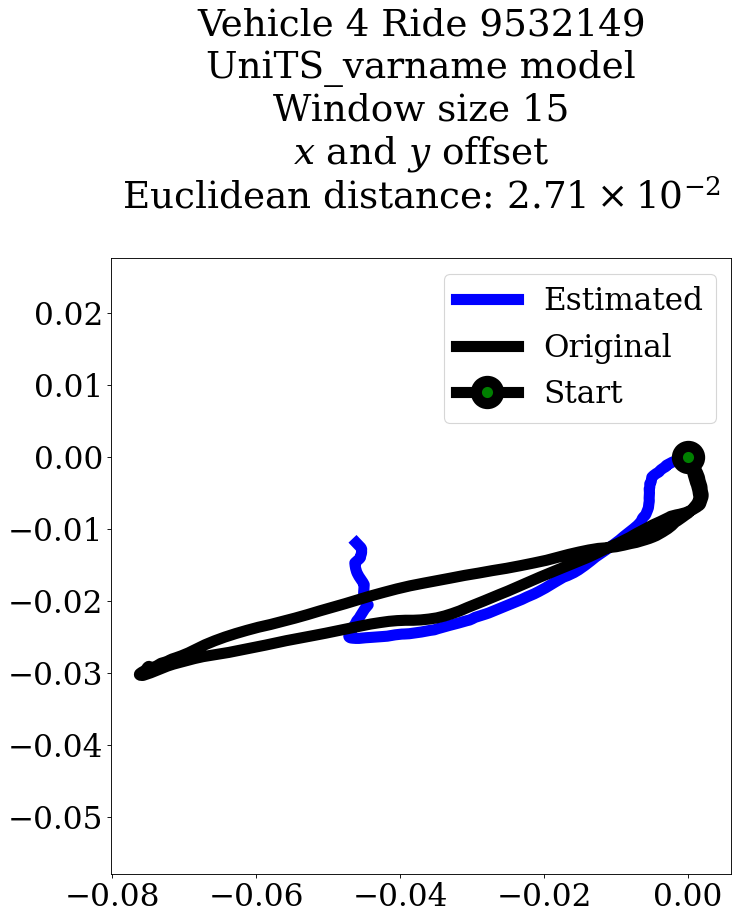 Vehicle 4 Ride 9532149
UniTS_varname model
Window size 15
x and y offset
Euclidean distance: 2.71 × 10⁻²
Estimated
Original
Start
0.02
0.01
0.00
−0.01
−0.02
−0.03
−0.04
−0.05
−0.08 −0.06 −0.04 −0.02 0.00